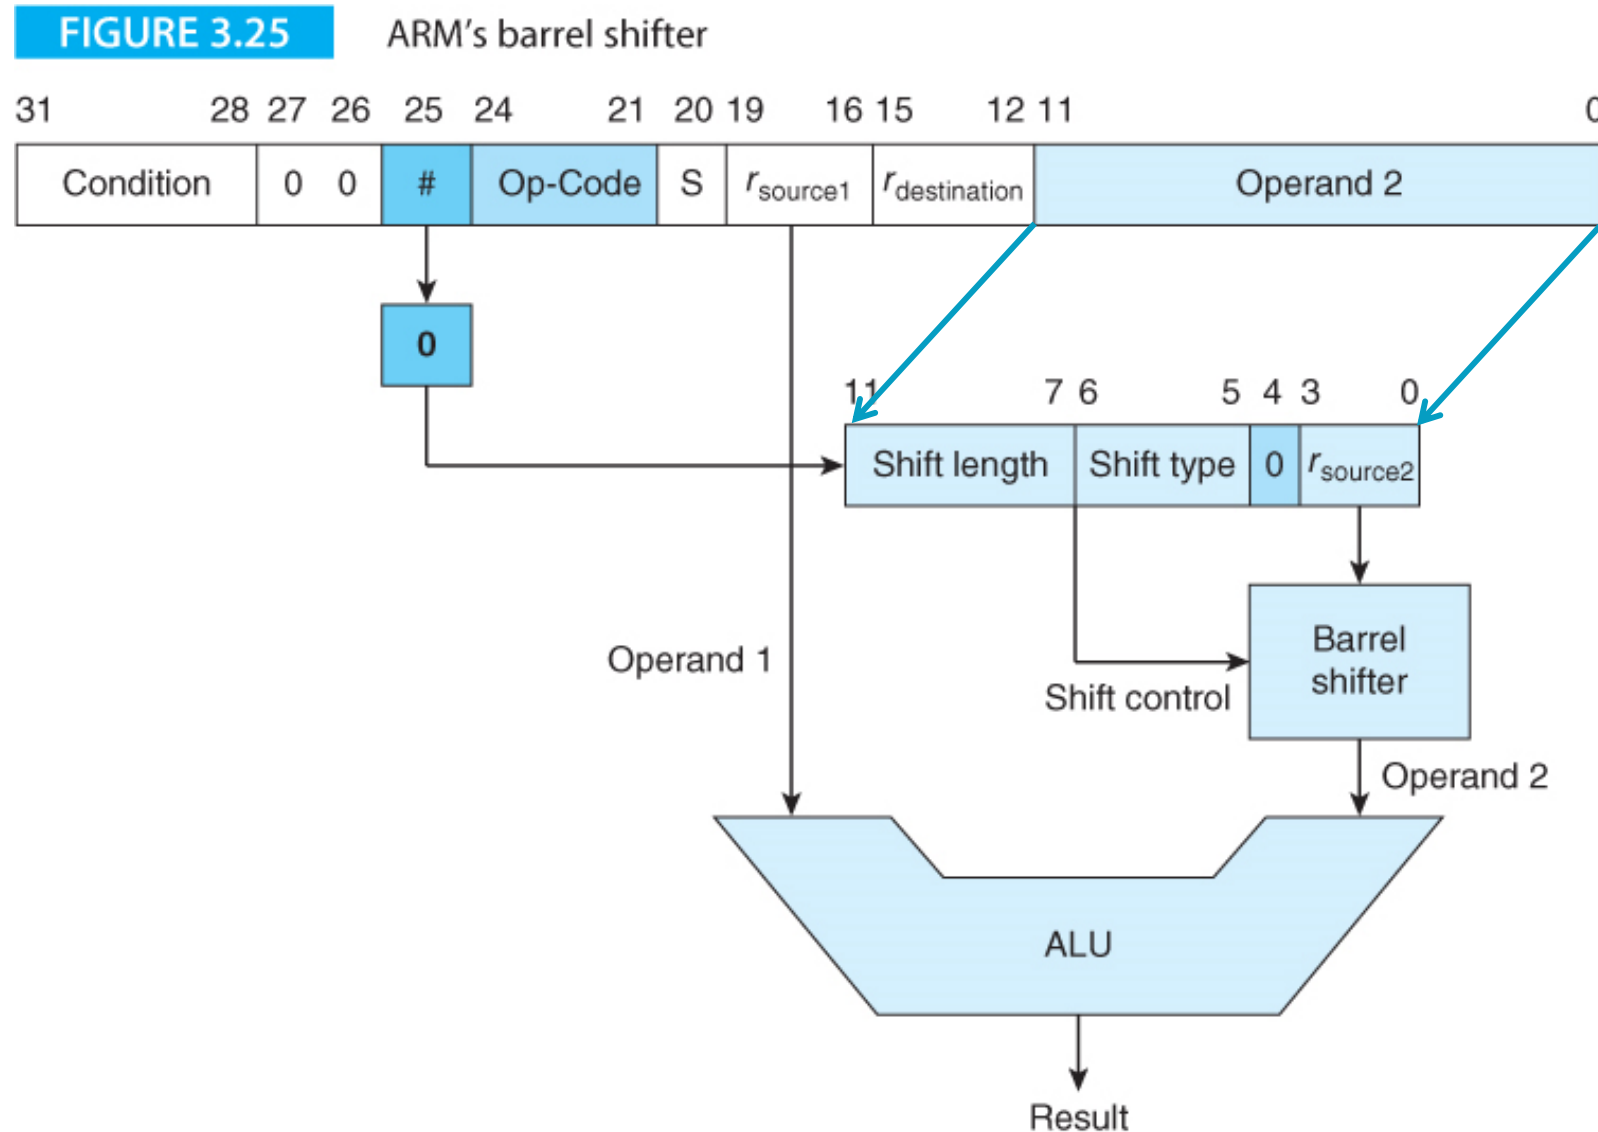 FIGURE 3.25 ARM's barrel shifter
31 28 27 26 25 24 21 20 19 16 15 12 11 0
Condition 0 0 # Op-Code S rsource1 rdestination Operand 2
0
11 7 6 5 4 3 0
Shift length Shift type 0 rsource2
Barrel
shifter
Operand 1
Shift control
Operand 2
ALU
Result